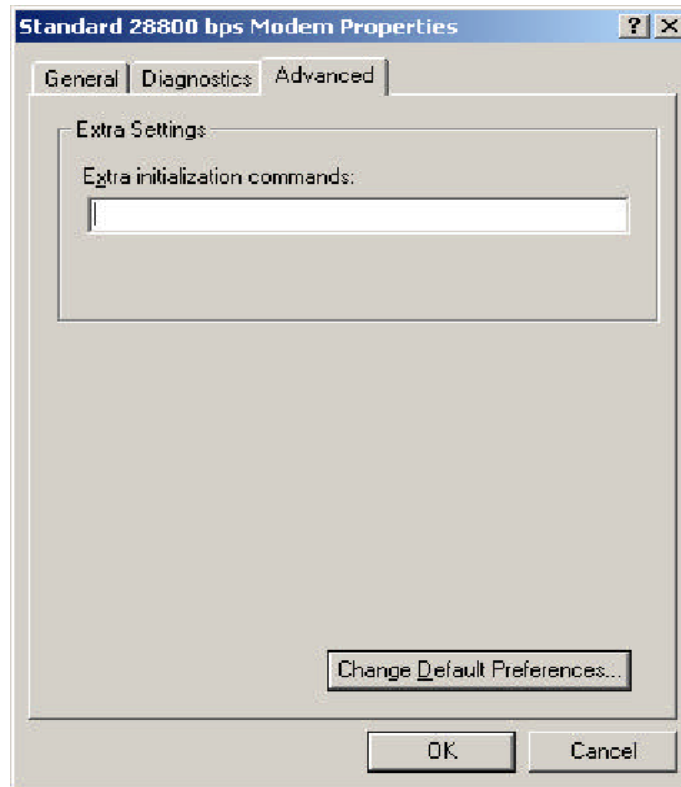 Standard 28800 bps Modem Properties
General Diagnostics Advanced
Extra Settings
Extra initialization commands:
Change Default Preferences...
OK Cancel